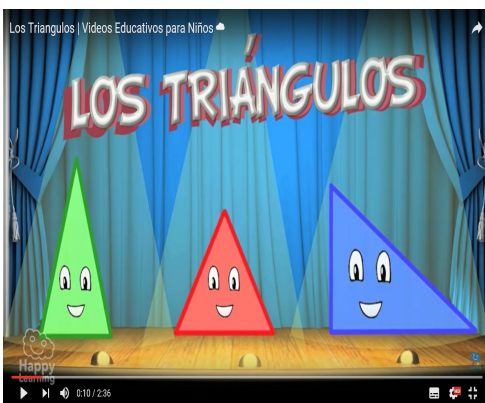 Los Triangulos | Videos Educativos para Niños
LOS TRIÁNGULOS
Happy
Learning
0:10 / 2:36